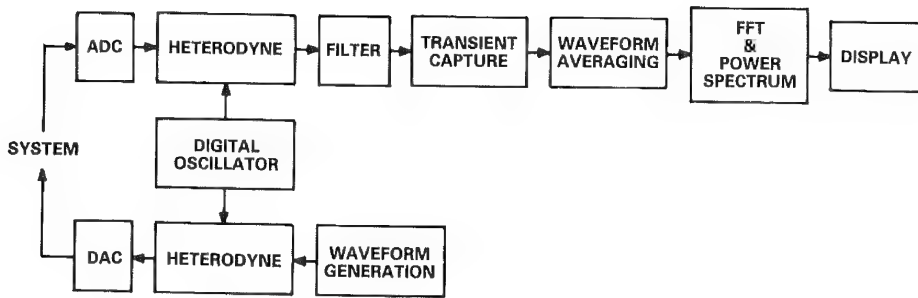 ADC
HETERODYNE
FILTER
TRANSIENT
CAPTURE
WAVEFORM
AVERAGING
FFT
&
POWER
SPECTRUM
DISPLAY
SYSTEM
DIGITAL
OSCILLATOR
DAC
HETERODYNE
WAVEFORM
GENERATION